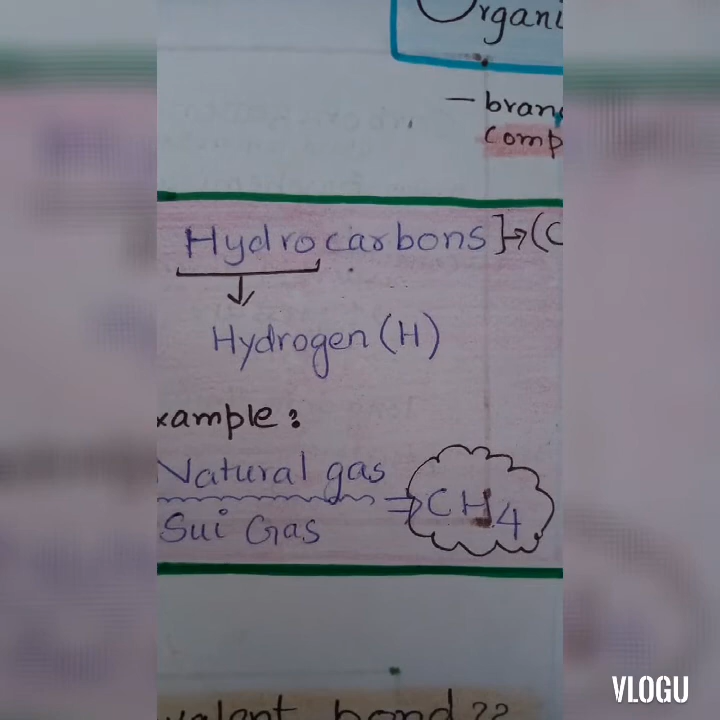 Organi
– bran
comp
Hydrocarbons]→(C
Hydrogen (H)
xample:
Natural gas
Sui Gas
⇒ CH4
valent bond??
VLOGU